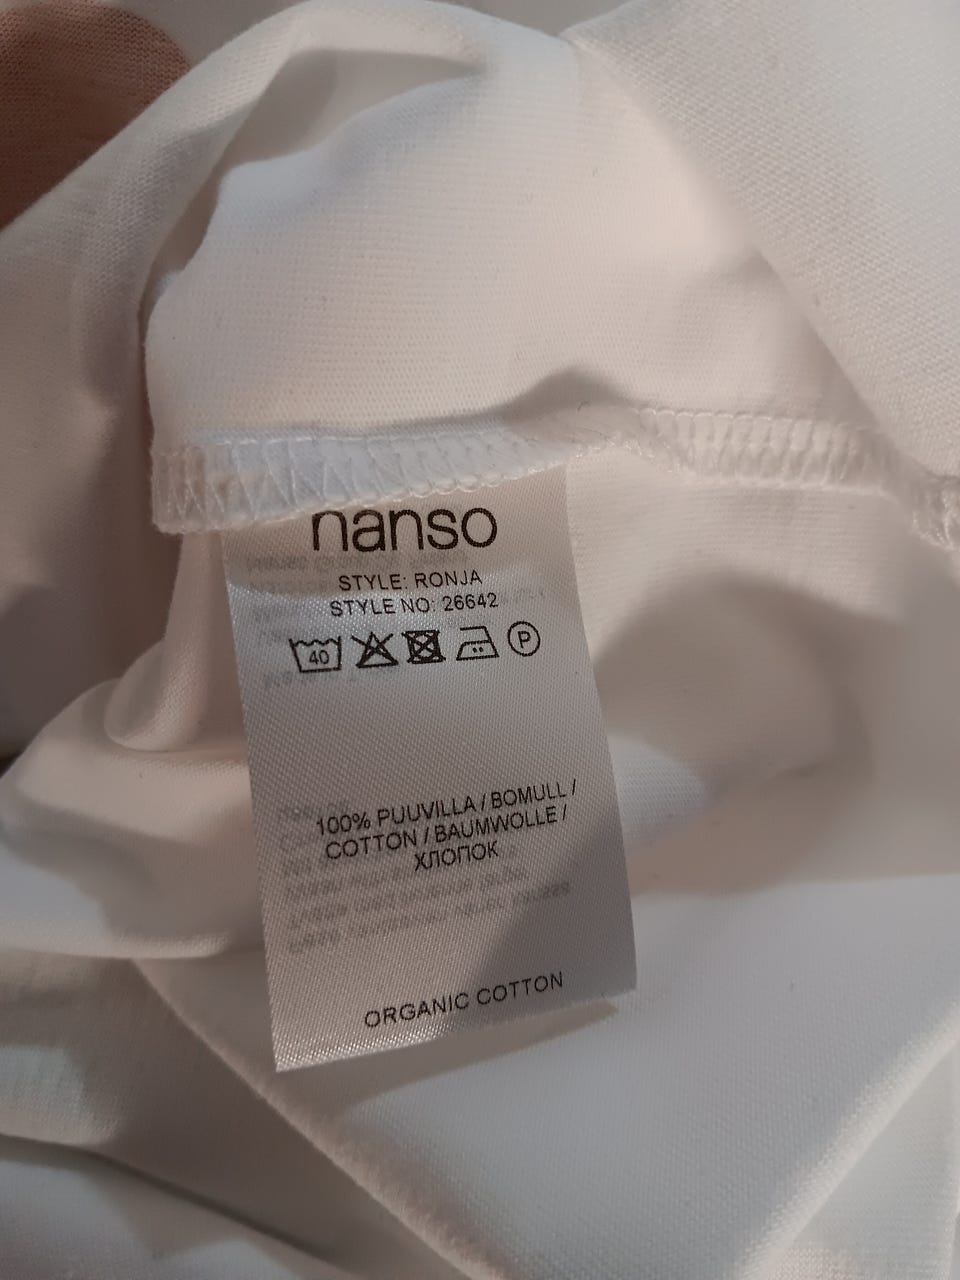 nanso
STYLE: RONJA
STYLE NO: 26642
40 P
100% PUUVILLA / BOMULL /
COTTON / BAUMWOLLE /
ХЛОПОК
ORGANIC COTTON